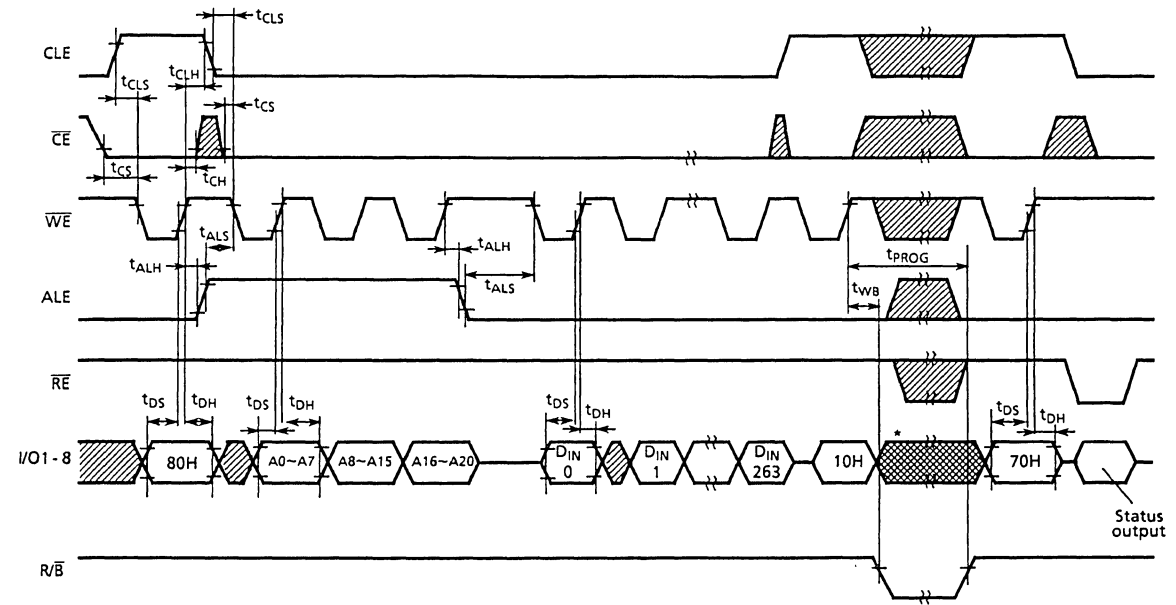 tCLS
CLE
tCLS
tCLH
tCS
CE
tCS
tCH
WE
tALS
tALH
tALH
tALS
tPROG
tWB
ALE
RE
tDS
tDH
tDS
tDH
tDS
tDH
tDS
tDH
I/O1 - 8
80H
A0~A7
A8~A15
A16~A20
DIN
0
DIN
1
DIN
263
10H
*
70H
Status
output
R/B